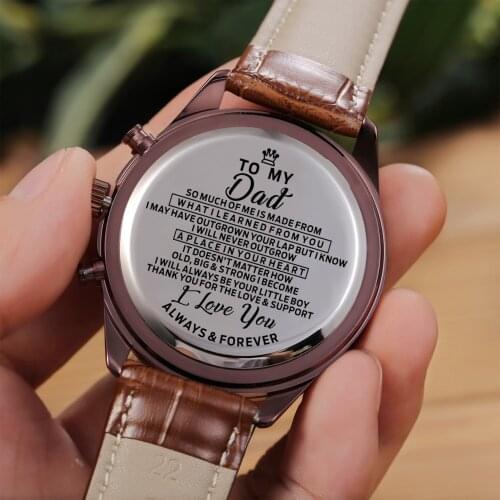 TO MY
Dad
SO MUCH OF ME IS MADE FROM
WHAT I LEARNED FROM YOU
I MAY HAVE OUTGROWN YOUR LAP BUT I KNOW
I WILL NEVER OUTGROW
A PLACE IN YOUR HEART
IT DOESN'T MATTER HOW
OLD, BIG & STRONG I BECOME
I WILL ALWAYS BE YOUR LITTLE BOY
THANK YOU FOR THE LOVE & SUPPORT
I Love You
ALWAYS & FOREVER
22